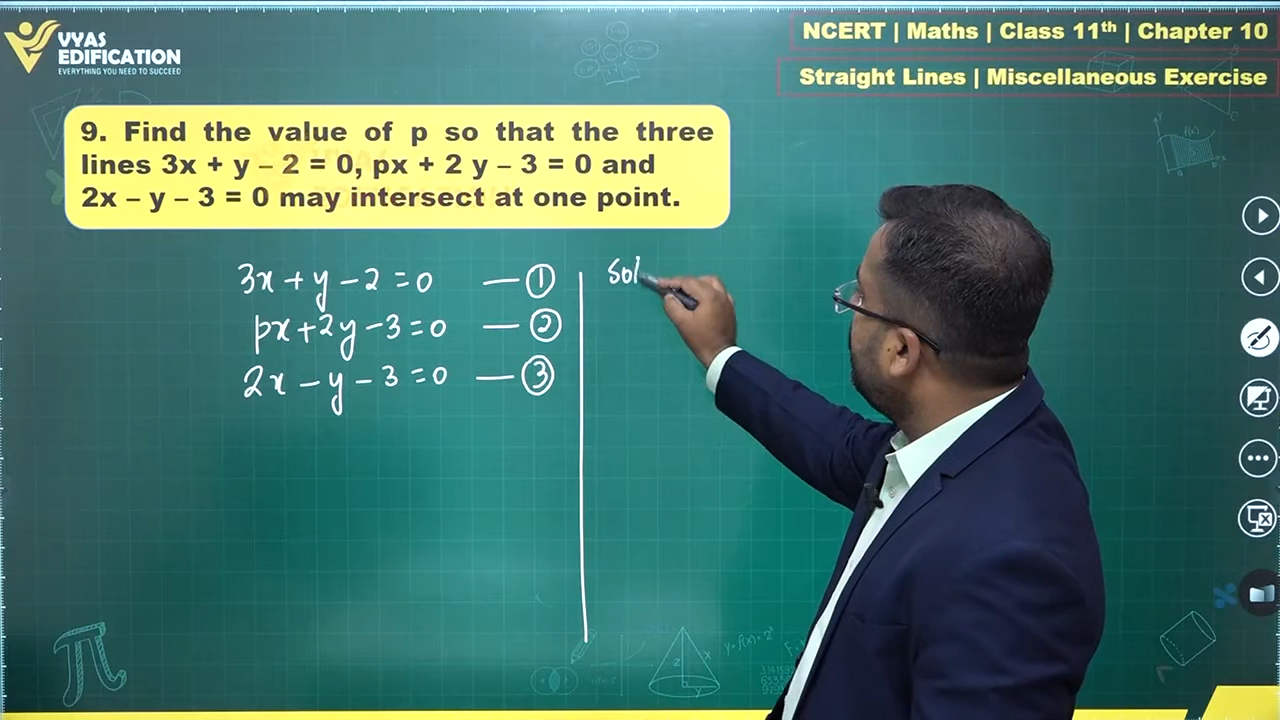 VYAS
EDIFICATION
EVERYTHING YOU NEED TO SUCCEED
NCERT | Maths | Class 11th | Chapter 10
Straight Lines | Miscellaneous Exercise
9. Find the value of p so that the three
lines 3x + y – 2 = 0, px + 2 y – 3 = 0 and
2x – y – 3 = 0 may intersect at one point.
3x + y - 2 = 0 — ①
px + 2y - 3 = 0 — ②
2x - y - 3 = 0 — ③
Sol